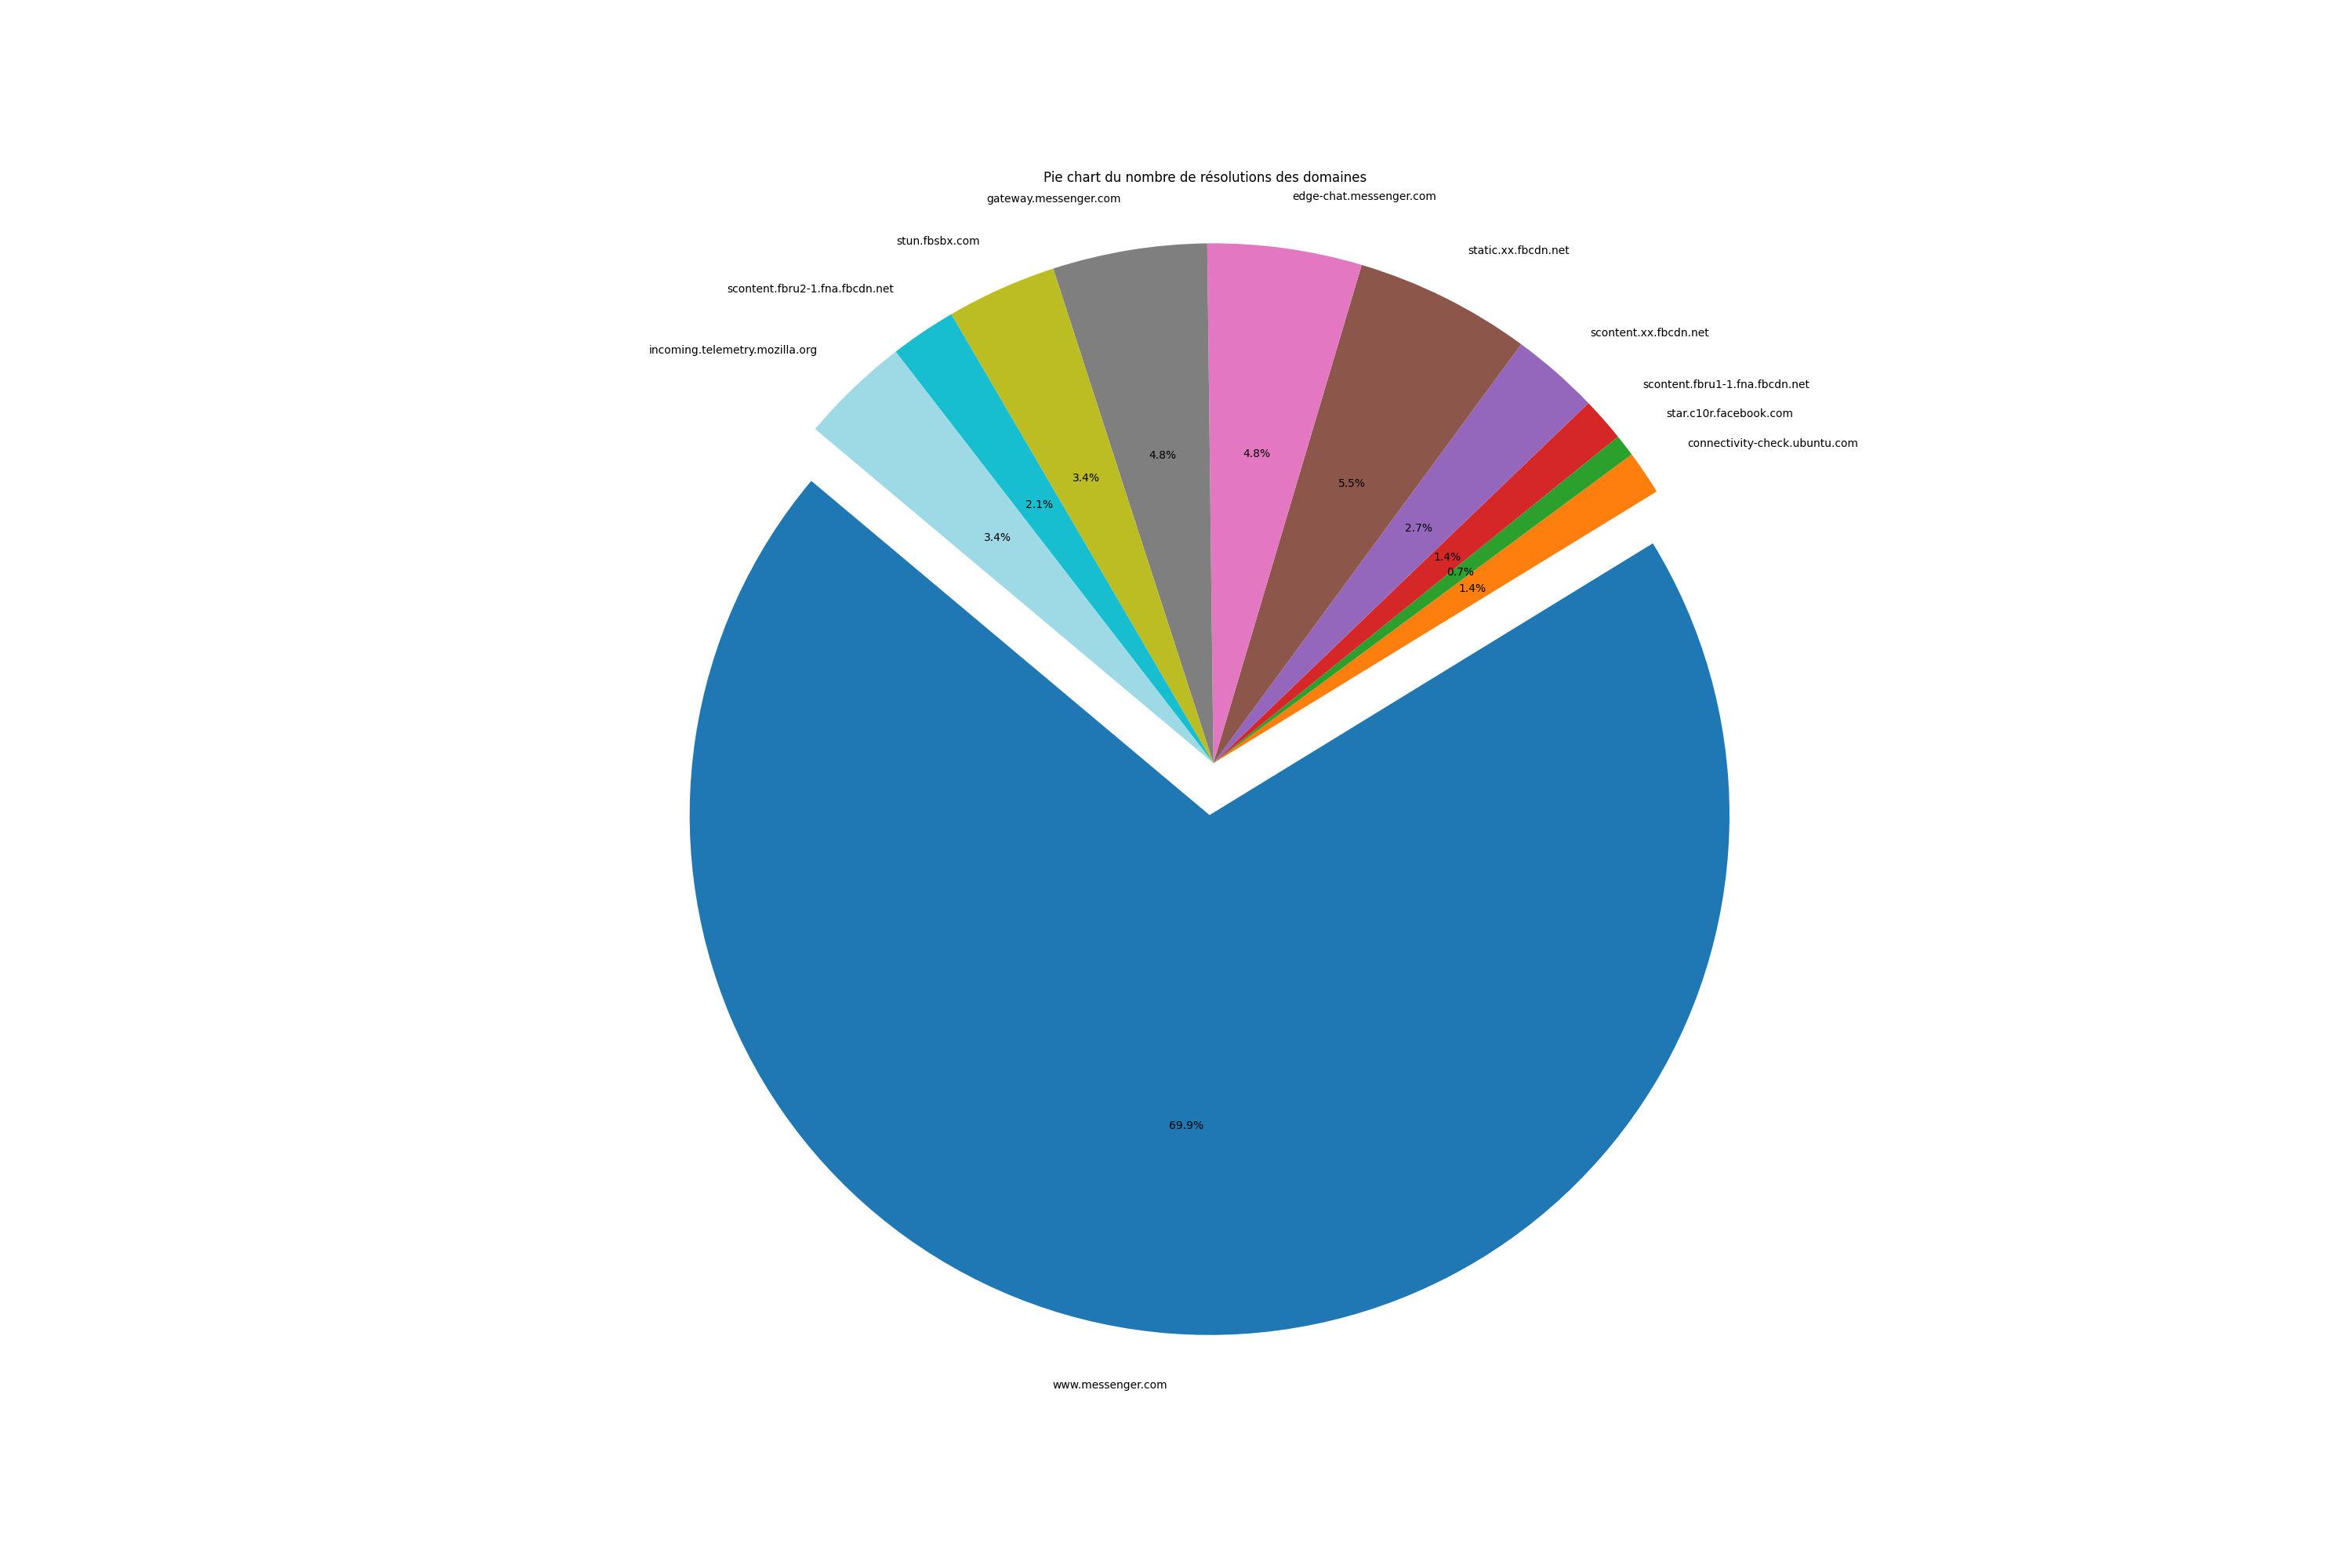 Pie chart du nombre de résolutions des domaines
edge-chat.messenger.com
gateway.messenger.com
stun.fbsbx.com
static.xx.fbcdn.net
scontent.fbru2-1.fna.fbcdn.net
scontent.xx.fbcdn.net
incoming.telemetry.mozilla.org
scontent.fbru1-1.fna.fbcdn.net
star.c10r.facebook.com
connectivity-check.ubuntu.com
4.8%
4.8%
3.4%
5.5%
2.1%
2.7%
3.4%
1.4%
0.7%
1.4%
69.9%
www.messenger.com